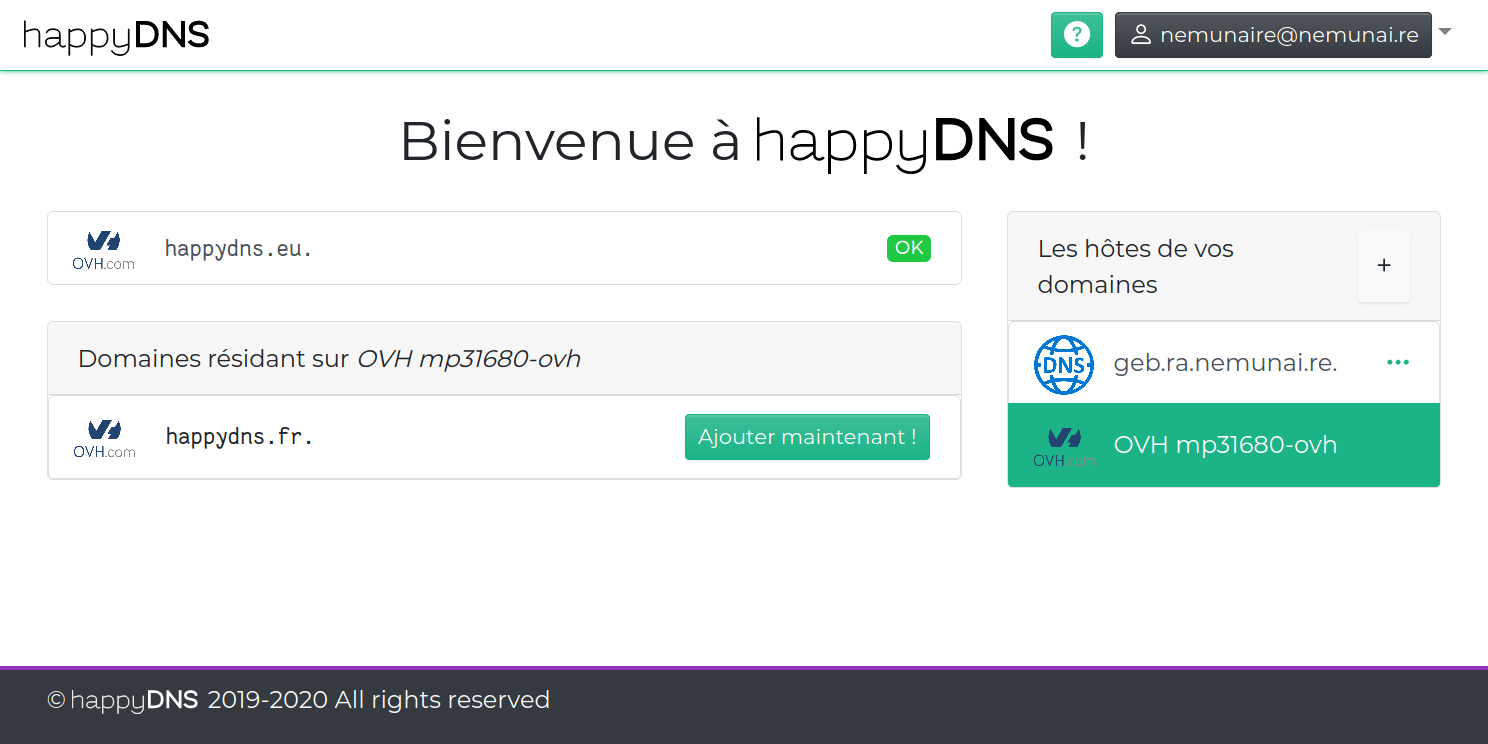 happyDNS
?
nemunaire@nemunai.re
Bienvenue à happyDNS !
OVH.com
happydns.eu.
OK
Domaines résidant sur OVH mp31680-ovh
OVH.com
happydns.fr.
Ajouter maintenant !
Les hôtes de vos
domaines
+
DNS
geb.ra.nemunai.re.
OVH.com
OVH mp31680-ovh
© happyDNS 2019-2020 All rights reserved